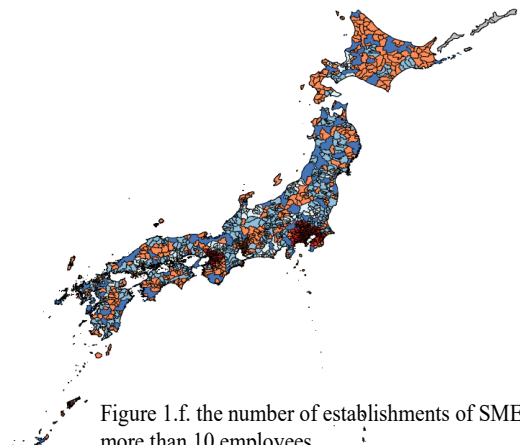 Figure 1.f. the number of establishments of SME
more than 10 employees